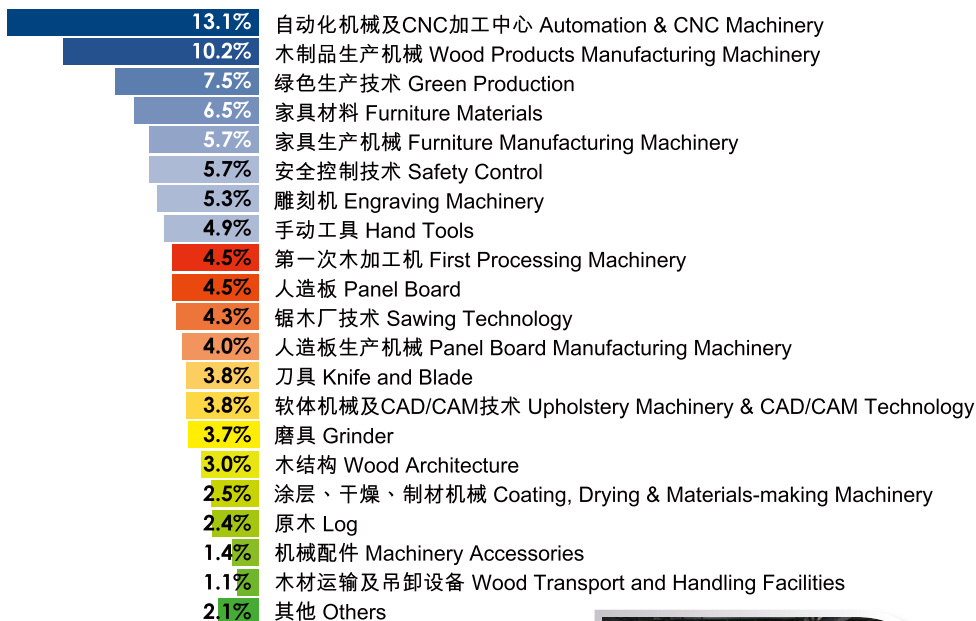 13.1% 自动化机械及CNC加工中心 Automation & CNC Machinery
10.2% 木制品生产机械 Wood Products Manufacturing Machinery
7.5% 绿色生产技术 Green Production
6.5% 家具材料 Furniture Materials
5.7% 家具生产机械 Furniture Manufacturing Machinery
5.7% 安全控制技术 Safety Control
5.3% 雕刻机 Engraving Machinery
4.9% 手动工具 Hand Tools
4.5% 第一次木加工机 First Processing Machinery
4.5% 人造板 Panel Board
4.3% 锯木厂技术 Sawing Technology
4.0% 人造板生产机械 Panel Board Manufacturing Machinery
3.8% 刀具 Knife and Blade
3.8% 软体机械及CAD/CAM技术 Upholstery Machinery & CAD/CAM Technology
3.7% 磨具 Grinder
3.0% 木结构 Wood Architecture
2.5% 涂层、干燥、制材机械 Coating, Drying & Materials-making Machinery
2.4% 原木 Log
1.4% 机械配件 Machinery Accessories
1.1% 木材运输及吊卸设备 Wood Transport and Handling Facilities
2.1% 其他 Others